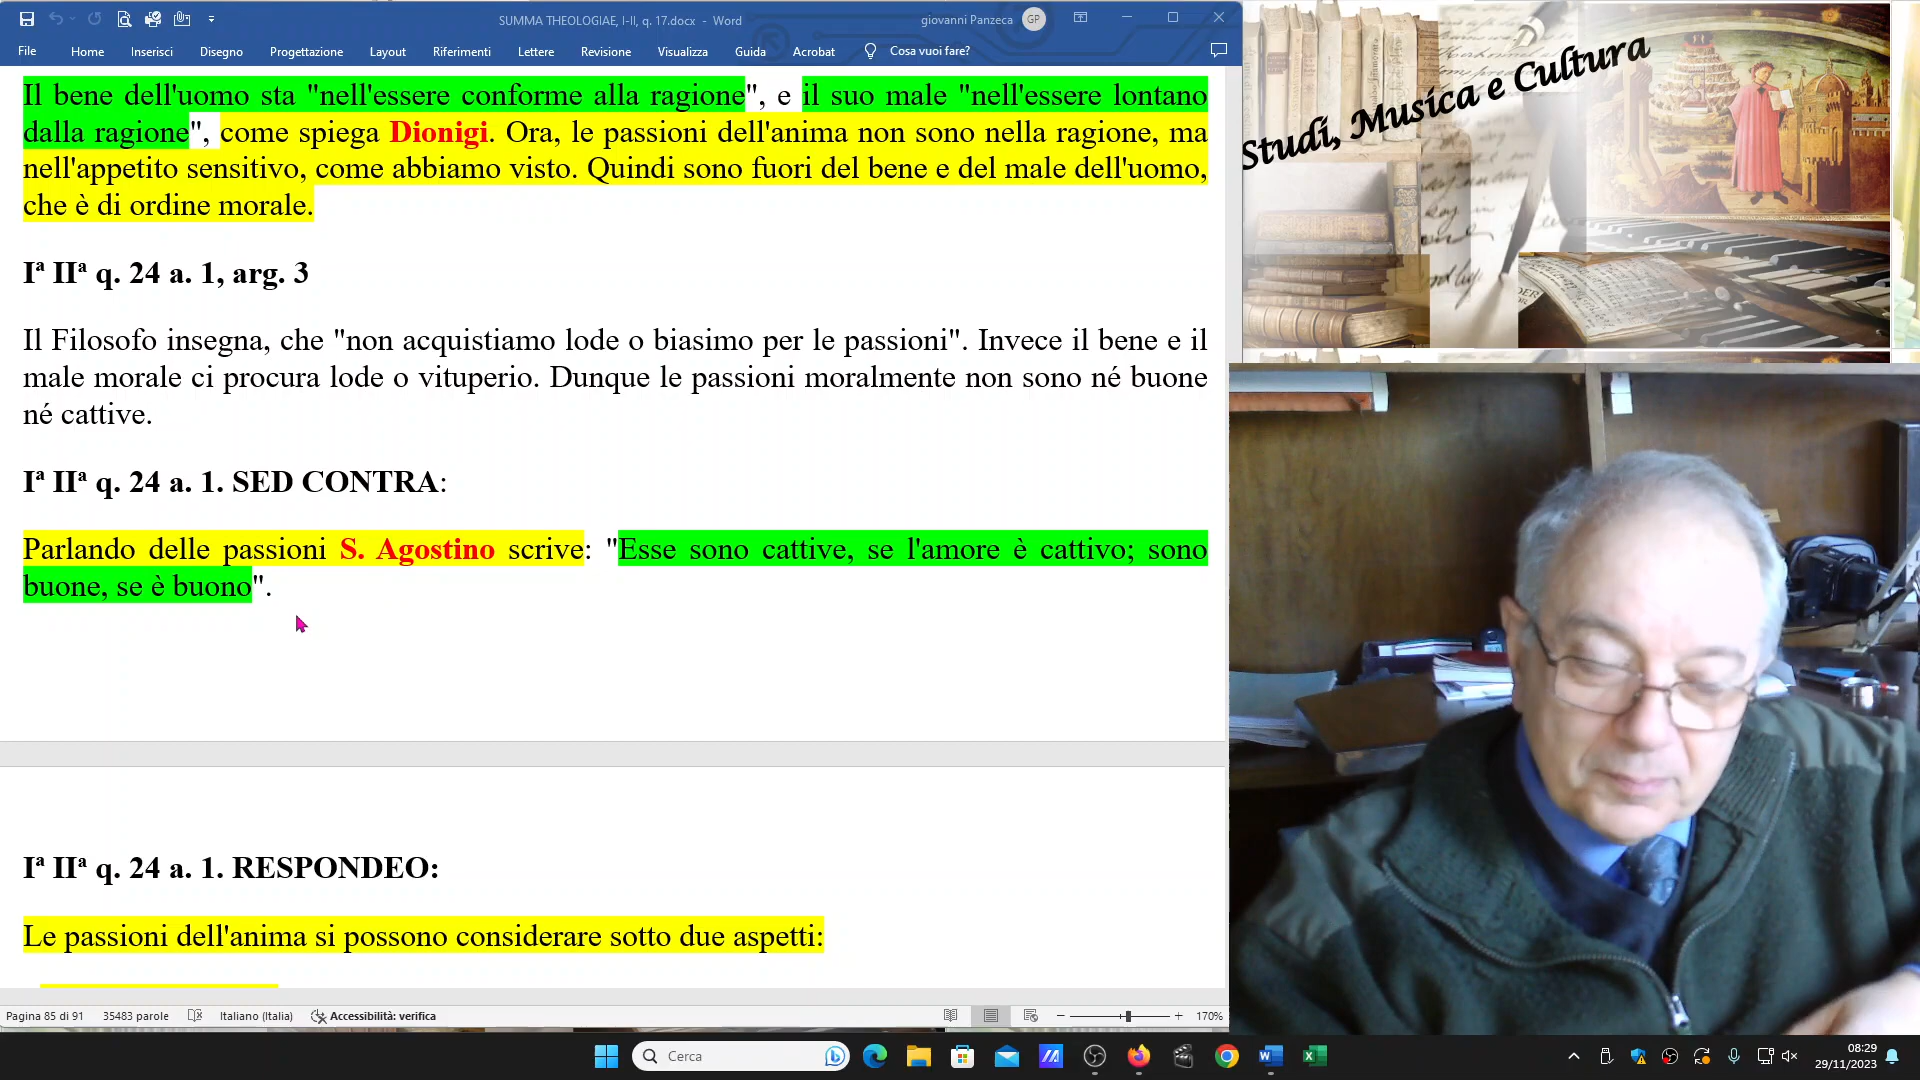 SUMMA THEOLOGIAE, I-II, q. 17.docx - Word
giovanni Panzeca
GP
File Home Inserisci Disegno Progettazione Layout Riferimenti Lettere Revisione Visualizza Guida Acrobat Cosa vuoi fare?
Il bene dell'uomo sta "nell'essere conforme alla ragione", e il suo male "nell'essere lontano
dalla ragione", come spiega Dionigi. Ora, le passioni dell'anima non sono nella ragione, ma
nell'appetito sensitivo, come abbiamo visto. Quindi sono fuori del bene e del male dell'uomo,
che è di ordine morale.
Iª IIª q. 24 a. 1, arg. 3
Il Filosofo insegna, che "non acquistiamo lode o biasimo per le passioni". Invece il bene e il
male morale ci procura lode o vituperio. Dunque le passioni moralmente non sono né buone
né cattive.
Iª IIª q. 24 a. 1. SED CONTRA:
Parlando delle passioni S. Agostino scrive: "Esse sono cattive, se l'amore è cattivo; sono
buone, se è buono".
Iª IIª q. 24 a. 1. RESPONDEO:
Le passioni dell'anima si possono considerare sotto due aspetti:
Pagina 85 di 91 35483 parole Italiano (Italia) Accessibilità: verifica 170%
Studi, Musica e Cultura
Cerca
08:29
29/11/2023